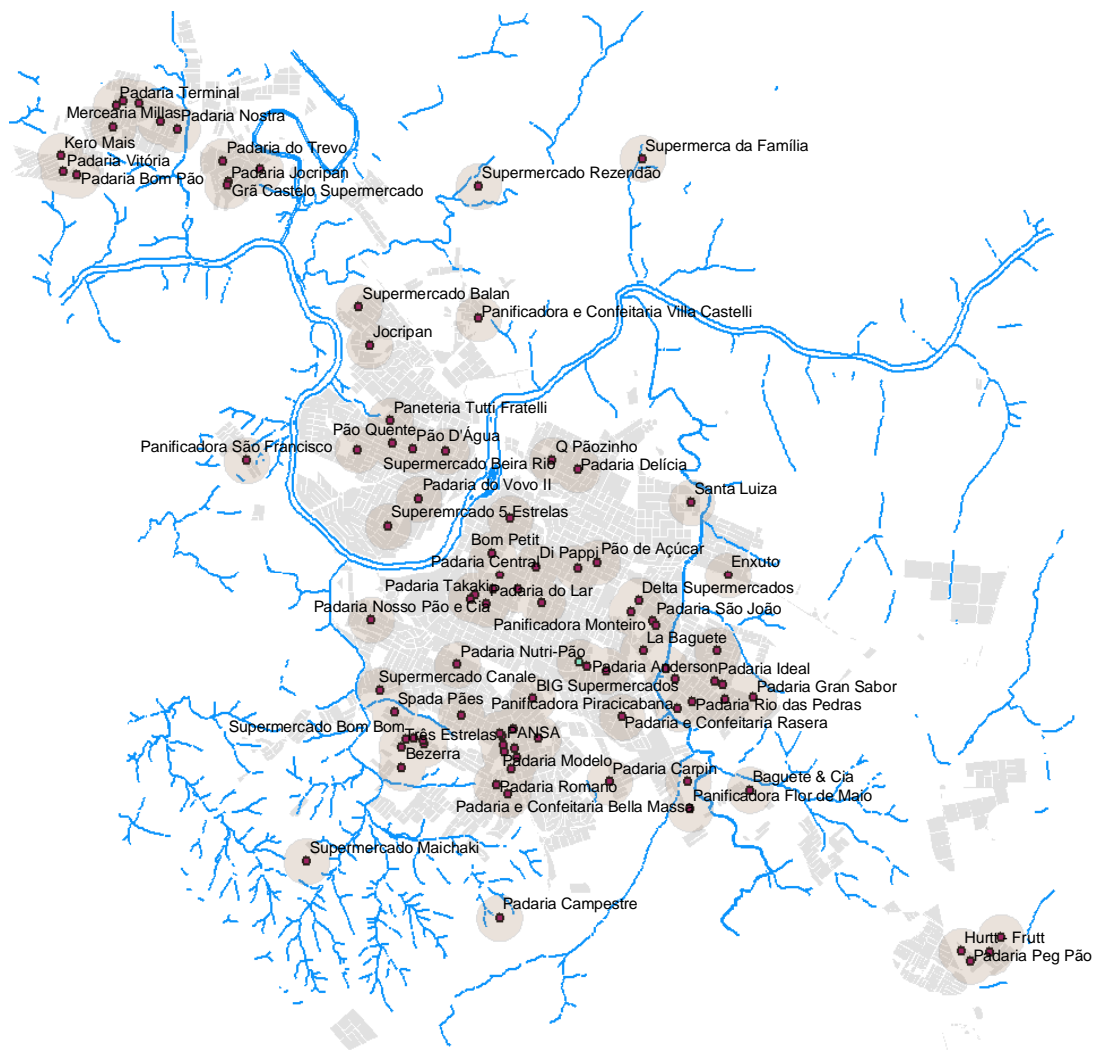 Padaria Terminal
Mercearia Millas
Padaria Nostra
Kero Mais
Padaria Vitória
Padaria Bom Pão
Padaria do Trevo
Padaria Jocripan
Grã Castelo Supermercado
Supermerca da Família
Supermercado Rezendão
Supermercado Balan
Panificadora e Confeitaria Villa Castelli
Jocripan
Paneteria Tutti Fratelli
Pão Quente
Pão D'Água
Panificadora São Francisco
Supermercado Beira Rio
Q Pãozinho
Padaria Delícia
Padaria do Vovo II
Santa Luiza
Superemrcado 5 Estrelas
Bom Petit
Di Pappi
Pão de Açúcar
Padaria Central
Enxuto
Padaria Takaki
Padaria do Lar
Delta Supermercados
Padaria Nosso Pão e Cia
Padaria São João
Panificadora Monteiro
La Baguete
Padaria Nutri-Pão
Padaria Anderson
Padaria Ideal
Supermercado Canale
BIG Supermercados
Padaria Gran Sabor
Spada Pães
Panificadora Piracicabana
Padaria Rio das Pedras
Padaria e Confeitaria Rasera
Supermercado Bom Bom
Três Estrelas
PANSA
Bezerra
Padaria Modelo
Padaria Carpin
Baguete & Cia
Padaria Romano
Panificadora Flor de Maio
Padaria e Confeitaria Bella Massa
Supermercado Maichaki
Padaria Campestre
Hurtt - Frutt
Padaria Peg Pão